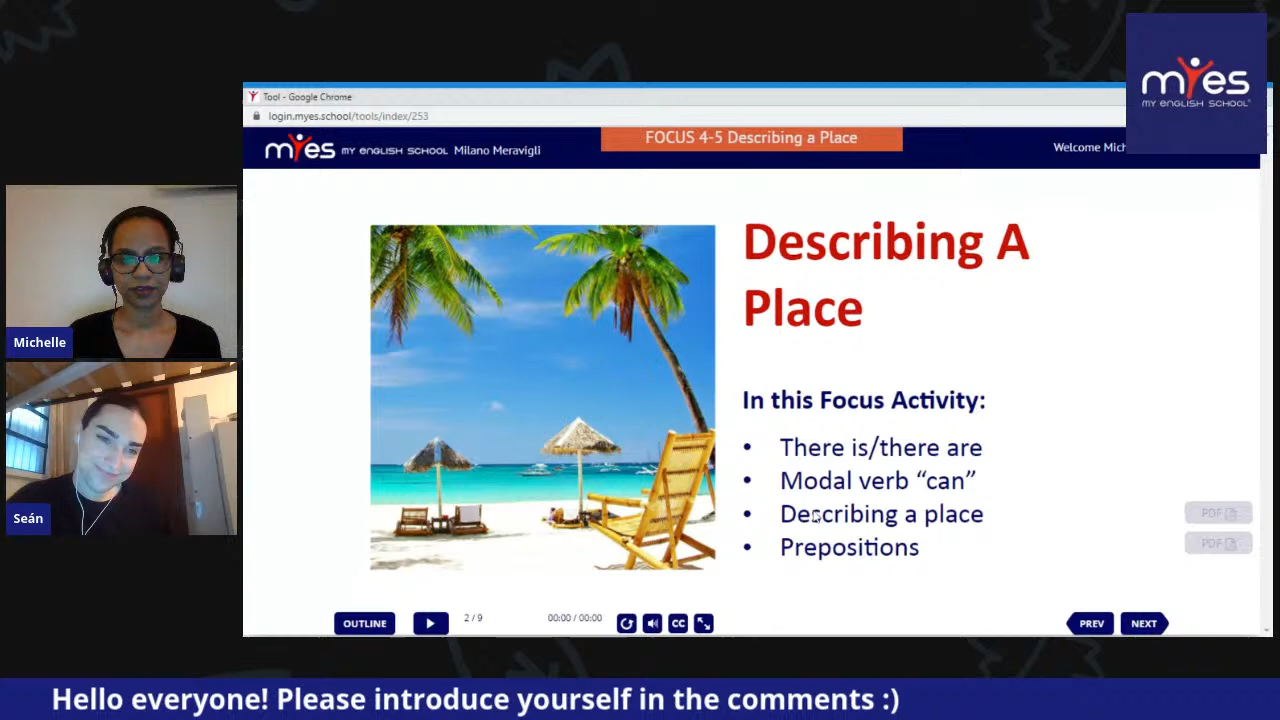 myes
MY ENGLISH SCHOOL
Tool - Google Chrome
login.myes.school/tools/index/253
myes MY ENGLISH SCHOOL Milano Meravigli
FOCUS 4-5 Describing a Place
Welcome Mich
Describing A
Place
In this Focus Activity:
• There is/there are
• Modal verb “can”
• Describing a place
• Prepositions
PDF
PDF
OUTLINE
2 / 9
00:00 / 00:00
CC
PREV
NEXT
Michelle
Seán
Hello everyone! Please introduce yourself in the comments :)